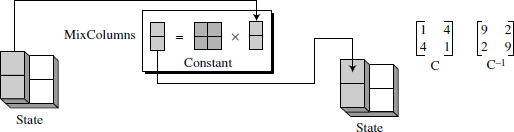 MixColumns = ×
Constant
State
State
1 4 9 2
4 1 2 9
C C⁻¹